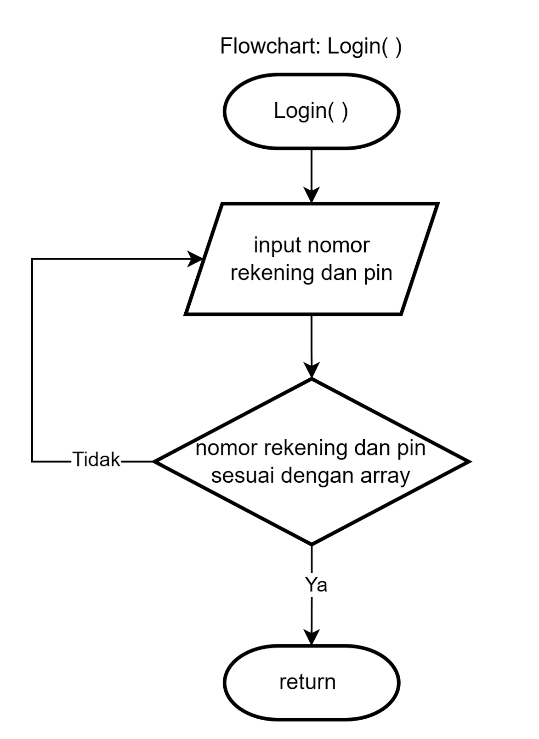 Flowchart: Login( )
Login( )
input nomor
rekening dan pin
nomor rekening dan pin
sesuai dengan array
Tidak
Ya
return